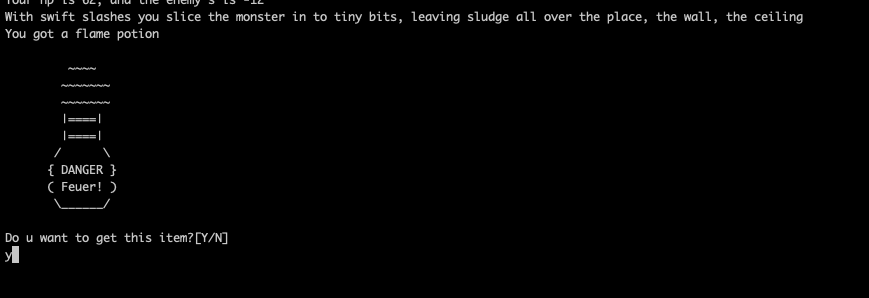 Your hp is 62, and the enemy's is -12
With swift slashes you slice the monster in to tiny bits, leaving sludge all over the place, the wall, the ceiling
You got a flame potion
~~~~
~~~~~~~
~~~~~~~
|====|
|====|
/      \
{ DANGER }
( Feuer! )
\______/
Do u want to get this item?[Y/N]
y